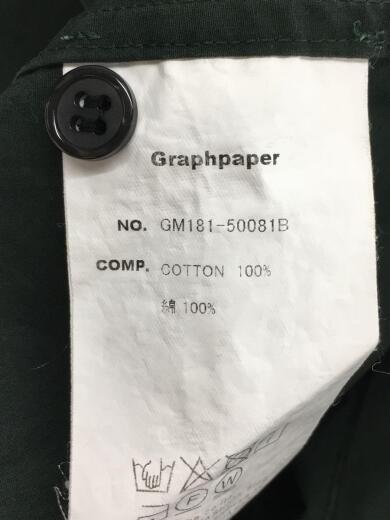 Graphpaper
NO. GM181-50081B
COMP. COTTON 100%
綿 100%
F W